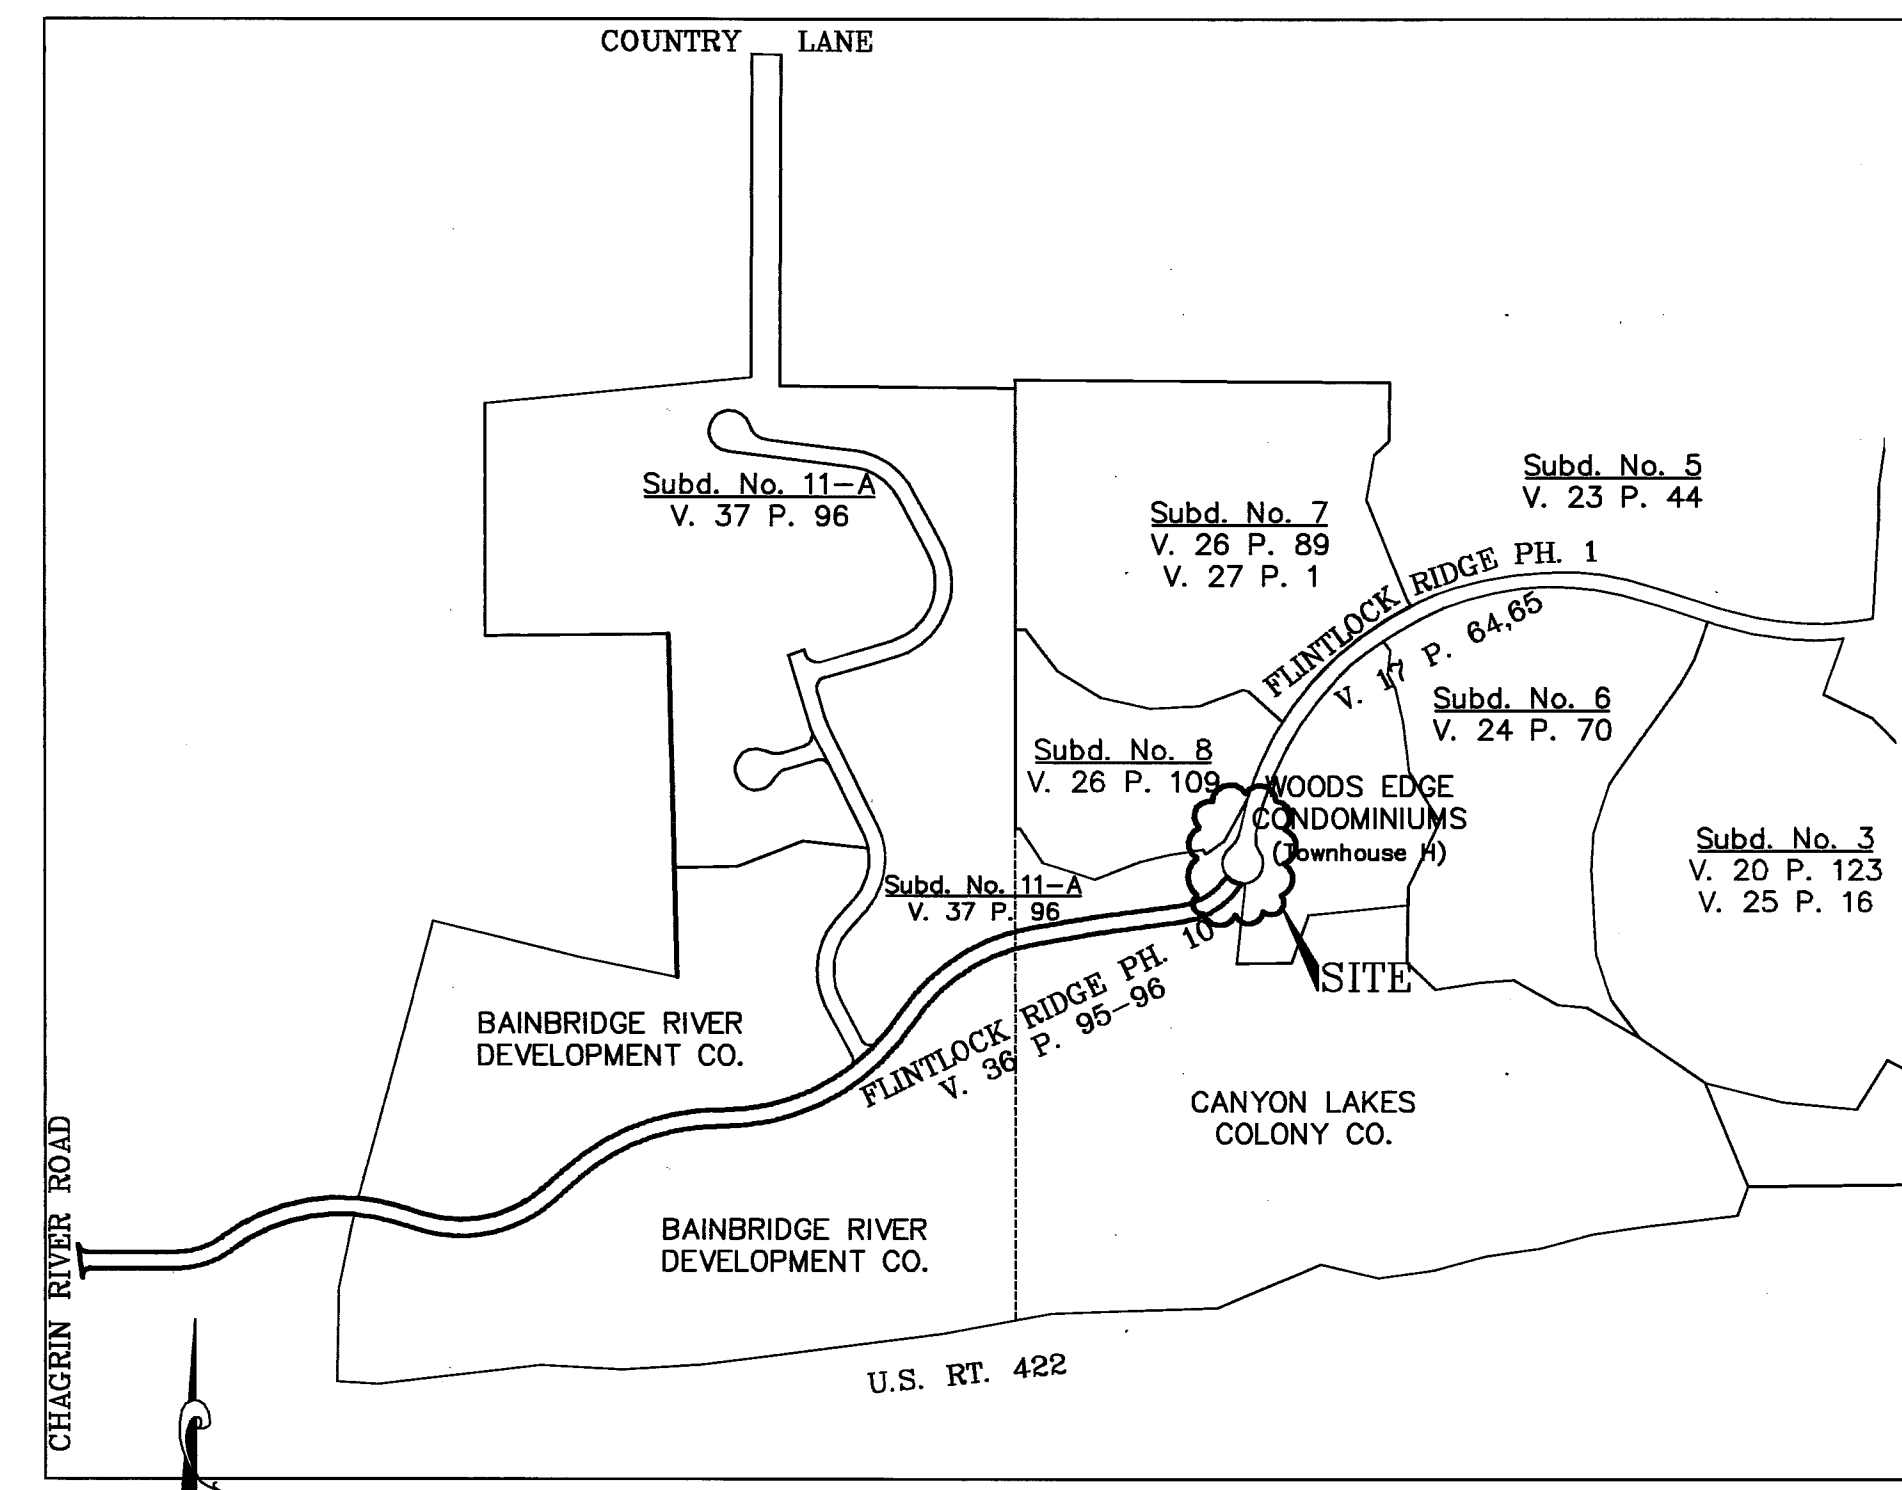 COUNTRY LANE
Subd. No. 11-A
V. 37 P. 96
Subd. No. 7
V. 26 P. 89
V. 27 P. 1
Subd. No. 5
V. 23 P. 44
FLINTLOCK RIDGE PH. 1
V. 17 P. 64,65
Subd. No. 6
V. 24 P. 70
Subd. No. 8
V. 26 P. 109
WOODS EDGE
CONDOMINIUMS
(Townhouse H)
Subd. No. 3
V. 20 P. 123
V. 25 P. 16
Subd. No. 11-A
V. 37 P. 96
SITE
FLINTLOCK RIDGE PH. 10
V. 36 P. 95-96
BAINBRIDGE RIVER
DEVELOPMENT CO.
CANYON LAKES
COLONY CO.
BAINBRIDGE RIVER
DEVELOPMENT CO.
CHAGRIN RIVER ROAD
U.S. RT. 422